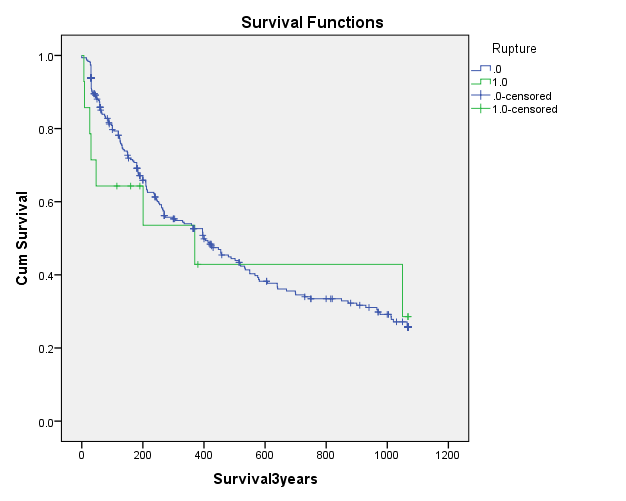 Survival Functions
Rupture
.0
1.0
.0-censored
1.0-censored
Cum Survival
1.0
0.8
0.6
0.4
0.2
0.0
0 200 400 600 800 1000 1200
Survival3years